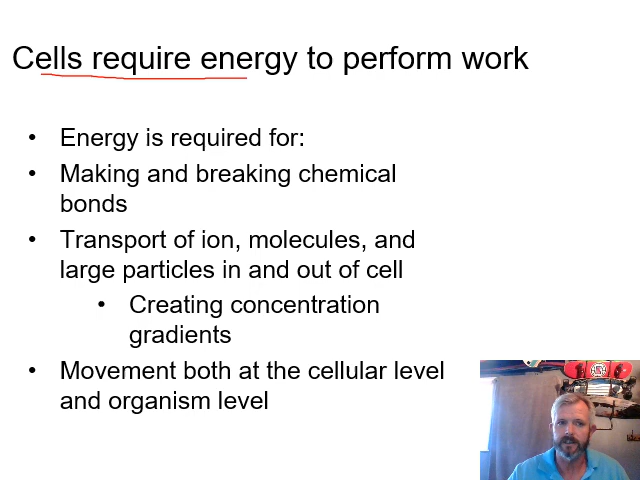 Cells require energy to perform work
• Energy is required for:
• Making and breaking chemical
bonds
• Transport of ion, molecules, and
large particles in and out of cell
• Creating concentration
gradients
• Movement both at the cellular level
and organism level